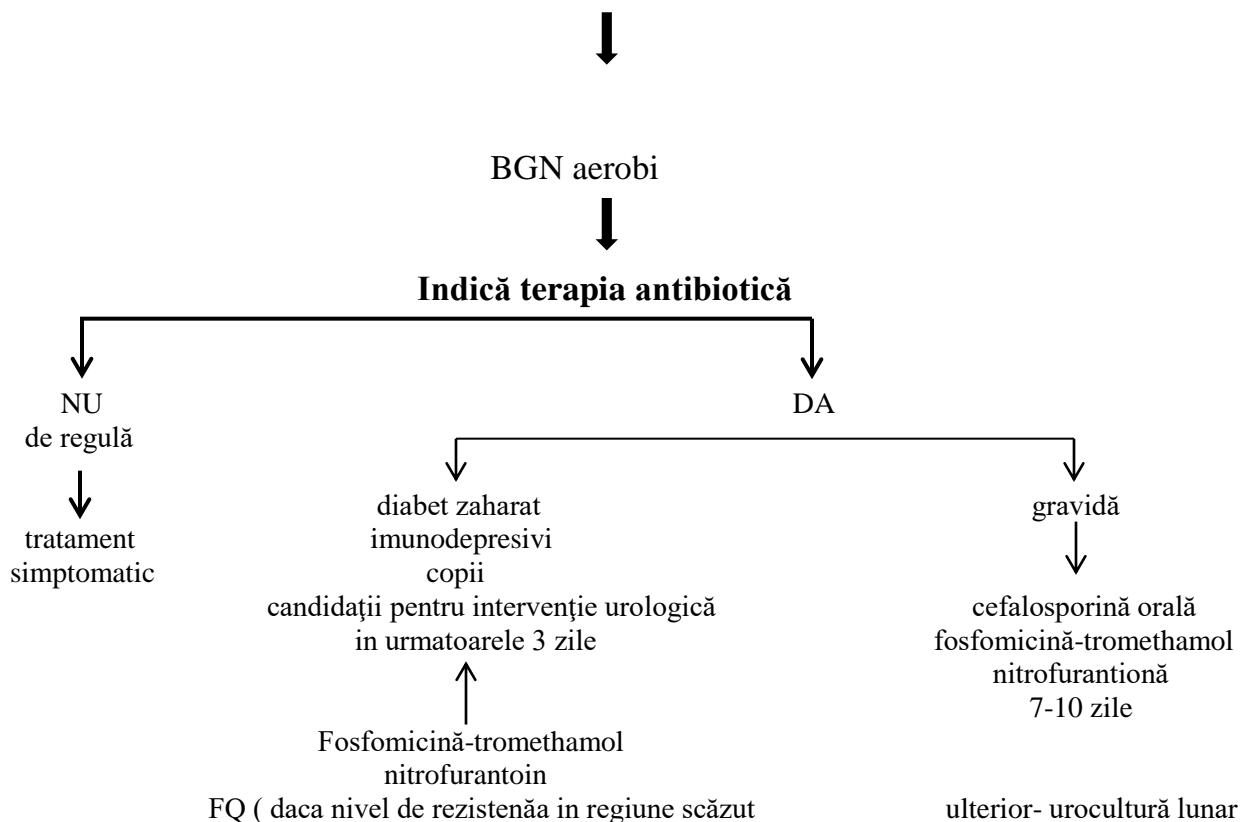 BGN aerobi
Indică terapia antibiotică
NU
de regulă
tratament
simptomatic
DA
diabet zaharat
imunodepresivi
copii
candidaţii pentru intervenţie urologică
in urmatoarele 3 zile
Fosfomicină-tromethamol
nitrofurantoin
FQ ( daca nivel de rezistenăa in regiune scăzut
gravidă
cefalosporină orală
fosfomicină-tromethamol
nitrofurantionă
7-10 zile
ulterior- urocultură lunar